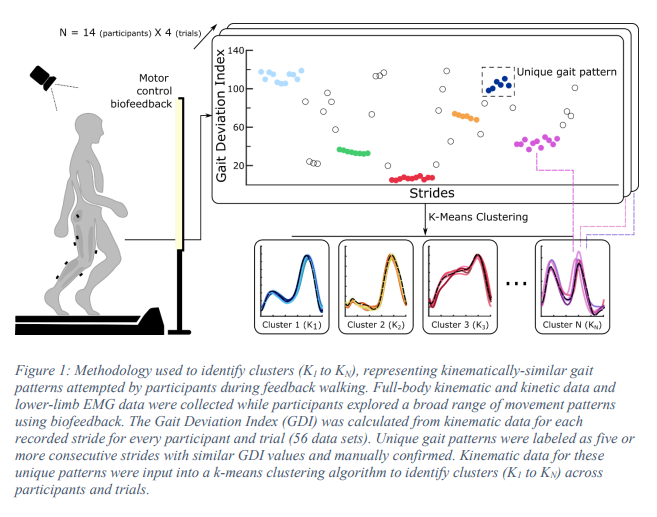 N = 14 (participants) X 4 (trials)
Motor
control
biofeedback
Gait Deviation Index
140
100
60
20
Unique gait pattern
Strides
K-Means Clustering
Cluster 1 (K1)
Cluster 2 (K2)
Cluster 3 (K3)
...
Cluster N (KN)
Figure 1: Methodology used to identify clusters (K1 to KN), representing kinematically-similar gait
patterns attempted by participants during feedback walking. Full-body kinematic and kinetic data and
lower-limb EMG data were collected while participants explored a broad range of movement patterns
using biofeedback. The Gait Deviation Index (GDI) was calculated from kinematic data for each
recorded stride for every participant and trial (56 data sets). Unique gait patterns were labeled as five or
more consecutive strides with similar GDI values and manually confirmed. Kinematic data for these
unique patterns were input into a k-means clustering algorithm to identify clusters (K1 to KN) across
participants and trials.